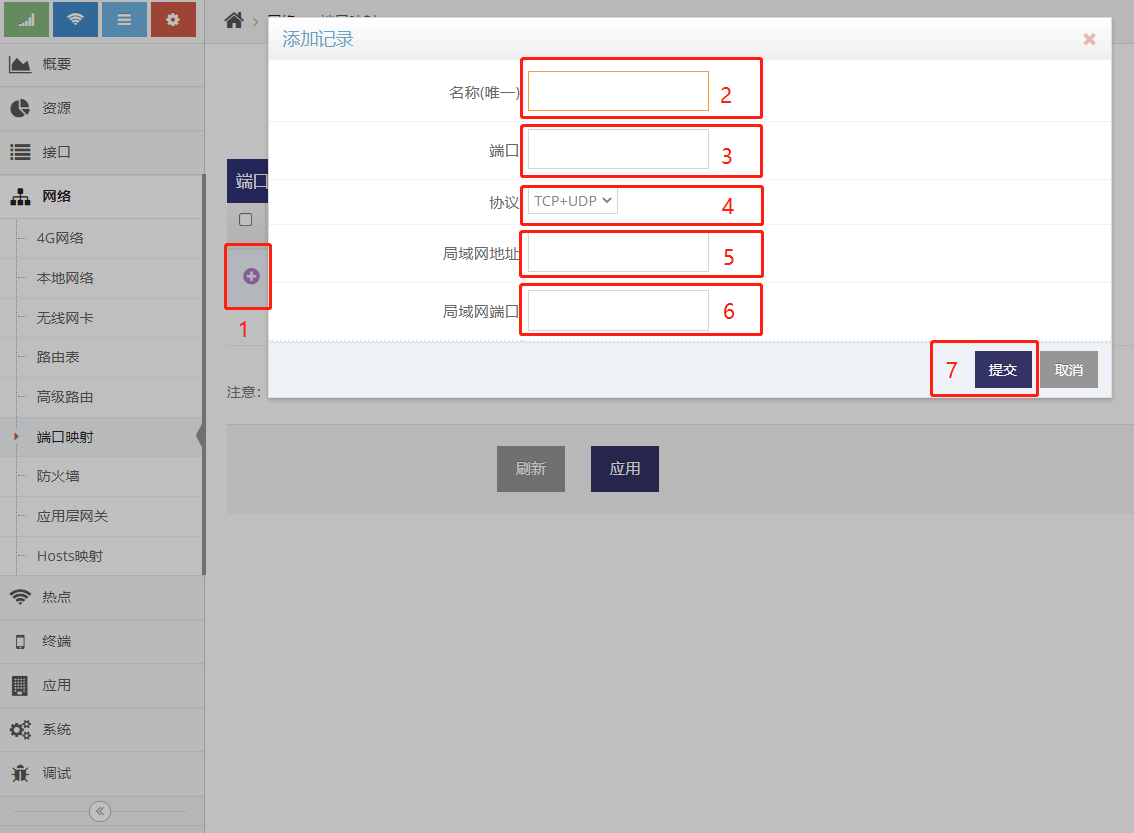 添加记录
概要
资源
接口
网络
4G网络
本地网络
无线网卡
路由表
高级路由
端口映射
防火墙
应用层网关
Hosts映射
热点
终端
应用
系统
调试
端口
1
名称(唯一)
2
端口
3
协议
TCP+UDP
4
局域网地址
5
局域网端口
6
7
提交
取消
注意:
刷新
应用